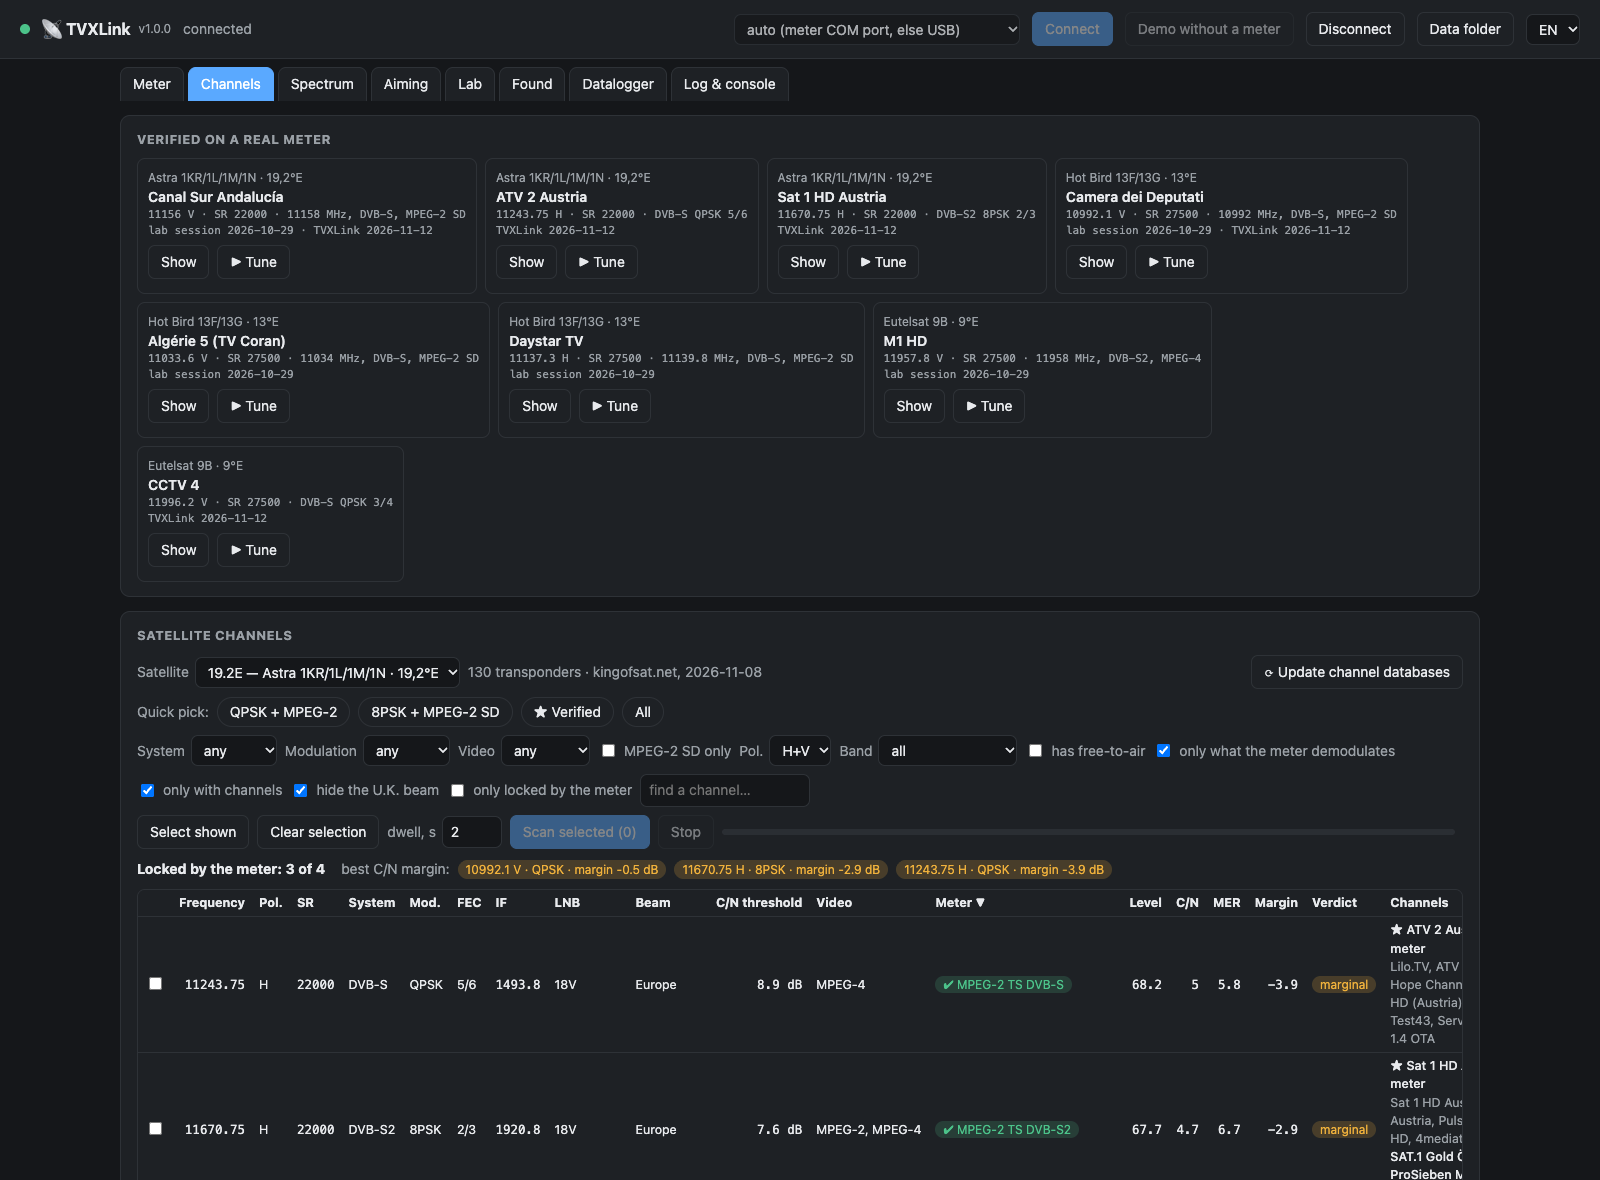 TVXLink v1.0.0 connected auto (meter COM port, else USB) Connect Demo without a meter Disconnect Data folder EN
Meter Channels Spectrum Aiming Lab Found Datalogger Log & console
VERIFIED ON A REAL METER
Astra 1KR/1L/1M/1N · 19,2°E
Canal Sur Andalucía
11156 V · SR 22000 · 11158 MHz, DVB-S, MPEG-2 SD
lab session 2026-10-29 · TVXLink 2026-11-12
Show ▶ Tune
Astra 1KR/1L/1M/1N · 19,2°E
ATV 2 Austria
11243.75 H · SR 22000 · DVB-S QPSK 5/6
TVXLink 2026-11-12
Show ▶ Tune
Astra 1KR/1L/1M/1N · 19,2°E
Sat 1 HD Austria
11670.75 H · SR 22000 · DVB-S2 8PSK 2/3
TVXLink 2026-11-12
Show ▶ Tune
Hot Bird 13F/13G · 13°E
Camera dei Deputati
10992.1 V · SR 27500 · 10992 MHz, DVB-S, MPEG-2 SD
lab session 2026-10-29 · TVXLink 2026-11-12
Show ▶ Tune
Hot Bird 13F/13G · 13°E
Algérie 5 (TV Coran)
11033.6 V · SR 27500 · 11034 MHz, DVB-S, MPEG-2 SD
lab session 2026-10-29
Show ▶ Tune
Hot Bird 13F/13G · 13°E
Daystar TV
11137.3 H · SR 27500 · 11139.8 MHz, DVB-S, MPEG-2 SD
lab session 2026-10-29
Show ▶ Tune
Eutelsat 9B · 9°E
M1 HD
11957.8 V · SR 27500 · 11958 MHz, DVB-S2, MPEG-4
lab session 2026-10-29
Show ▶ Tune
Eutelsat 9B · 9°E
CCTV 4
11996.2 V · SR 27500 · DVB-S QPSK 3/4
TVXLink 2026-11-12
Show ▶ Tune
SATELLITE CHANNELS
Satellite 19.2E — Astra 1KR/1L/1M/1N · 19,2°E 130 transponders · kingofsat.net, 2026-11-08 ⟳ Update channel databases
Quick pick: QPSK + MPEG-2 8PSK + MPEG-2 SD ★ Verified All
System any Modulation any Video any MPEG-2 SD only Pol. H+V Band all has free-to-air only what the meter demodulates
only with channels hide the U.K. beam only locked by the meter find a channel...
Select shown Clear selection dwell, s 2 Scan selected (0) Stop
Locked by the meter: 3 of 4 best C/N margin: 10992.1 V · QPSK · margin -0.5 dB 11670.75 H · 8PSK · margin -2.9 dB 11243.75 H · QPSK · margin -3.9 dB
Frequency Pol. SR System Mod. FEC IF LNB Beam C/N threshold Video Meter ▼ Level C/N MER Margin Verdict Channels
11243.75 H 22000 DVB-S QPSK 5/6 1493.8 18V Europe 8.9 dB MPEG-4 ✔ MPEG-2 TS DVB-S 68.2 5 5.8 −3.9 marginal
★ ATV 2 Au
meter
Lilo.TV, ATV
Hope Chann
HD (Austria)
Test43, Serv
1.4 OTA
11670.75 H 22000 DVB-S2 8PSK 2/3 1920.8 18V Europe 7.6 dB MPEG-2, MPEG-4 ✔ MPEG-2 TS DVB-S2 67.7 4.7 6.7 −2.9 marginal
★ Sat 1 HD
meter
Sat 1 HD Aus
Austria, Puls
HD, 4mediat
SAT.1 Gold
ProSieben M